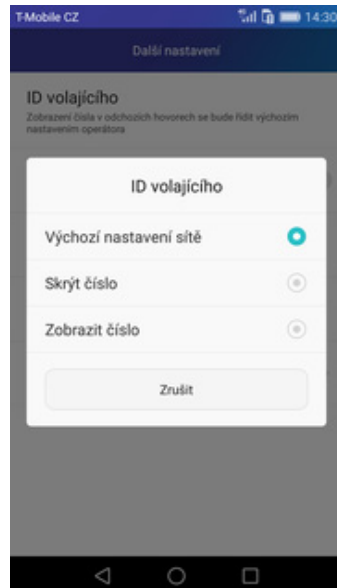 T-Mobile CZ 14:30
Další nastavení
ID volajícího
Zobrazení čísla v odchozích hovorech se bude řídit výchozím
nastavením operátora
ID volajícího
Výchozí nastavení sítě
Skrýt číslo
Zobrazit číslo
Zrušit